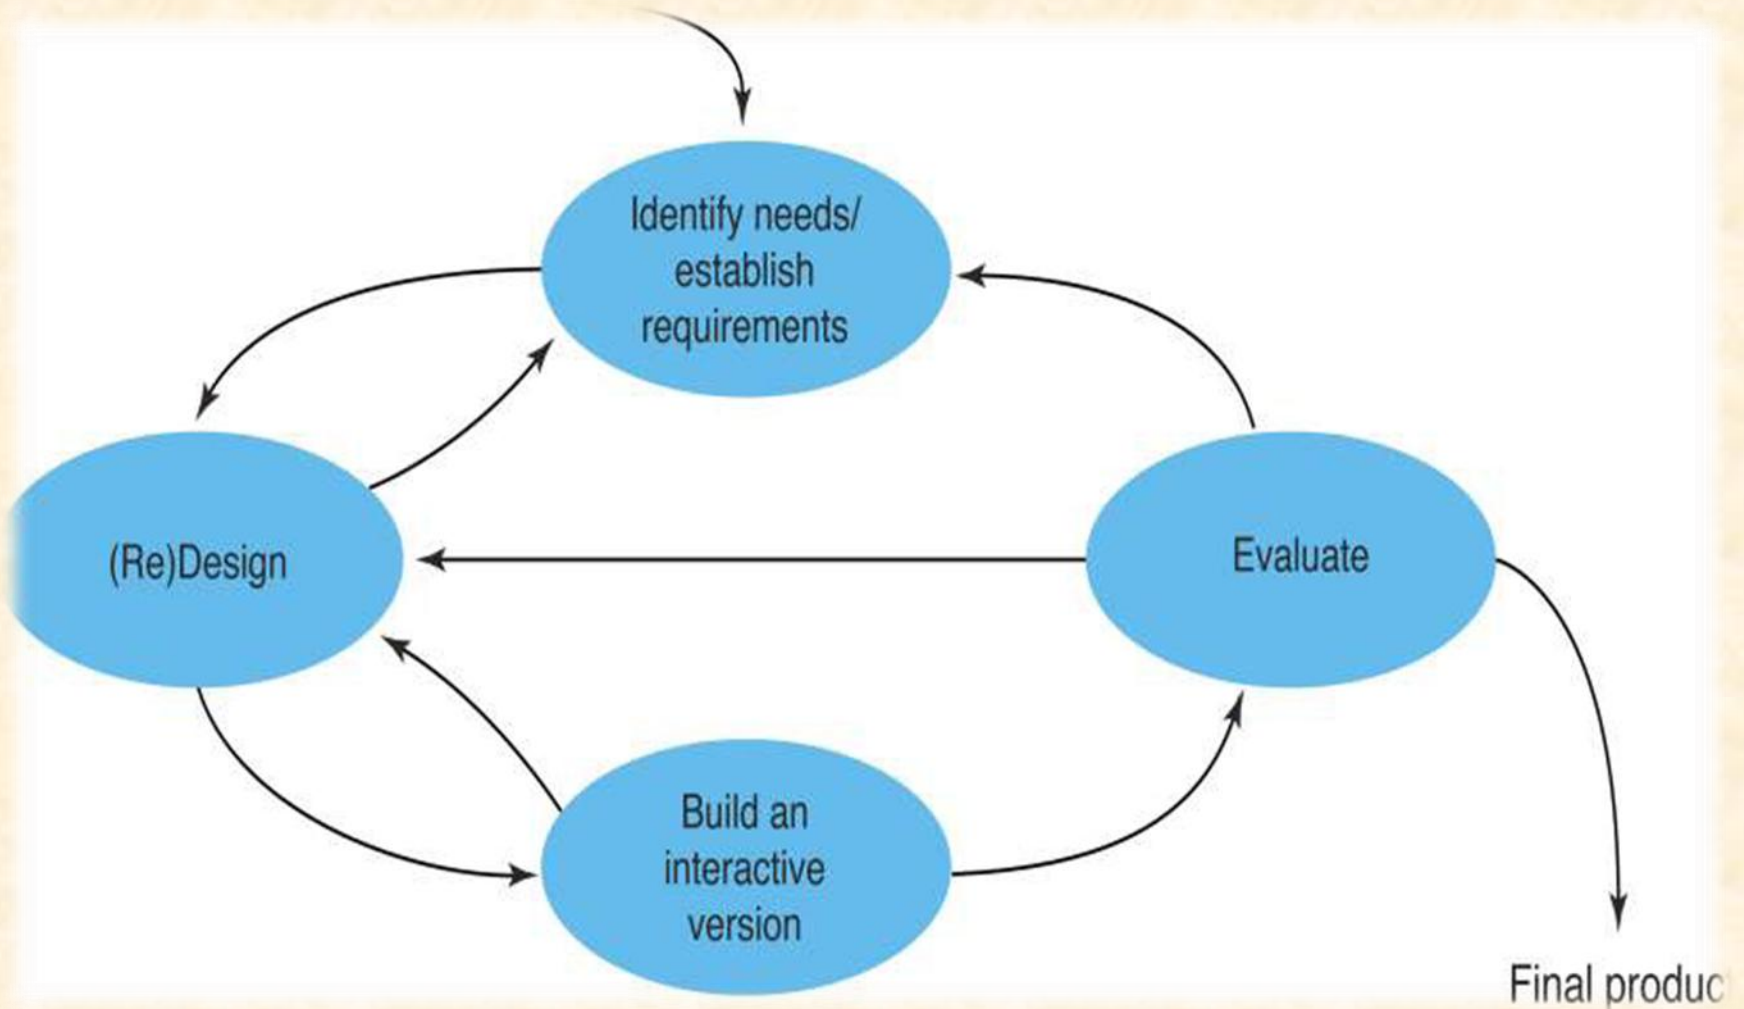 Identify needs/
establish
requirements
(Re)Design
Evaluate
Build an
interactive
version
Final produc